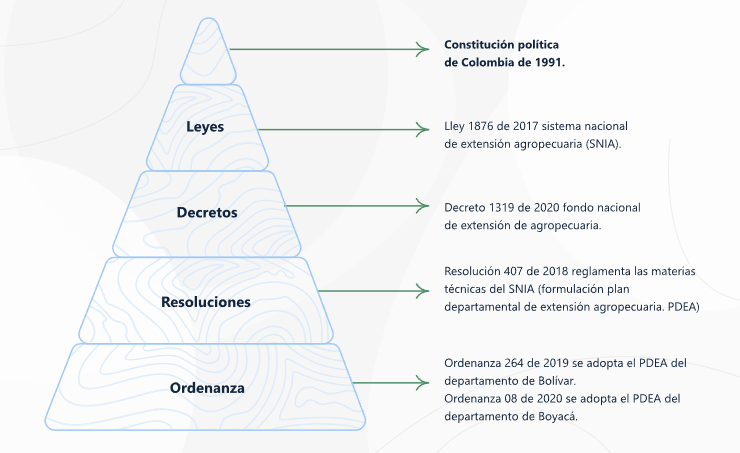 Constitución política
de Colombia de 1991.
Leyes
Lley 1876 de 2017 sistema nacional
de extensión agropecuaria (SNIA).
Decretos
Decreto 1319 de 2020 fondo nacional
de extensión de agropecuaria.
Resoluciones
Resolución 407 de 2018 reglamenta las materias
técnicas del SNIA (formulación plan
departamental de extensión agropecuaria. PDEA)
Ordenanza
Ordenanza 264 de 2019 se adopta el PDEA del
departamento de Bolívar.
Ordenanza 08 de 2020 se adopta el PDEA del
departamento de Boyacá.